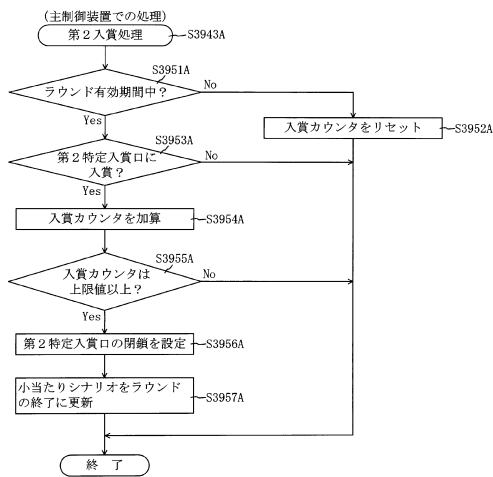 (主制御装置での処理)
第2入賞処理
S3943A
S3951A
ラウンド有効期間中？
No
Yes
入賞カウンタをリセット
S3952A
S3953A
第2特定入賞口に
入賞？
No
Yes
入賞カウンタを加算
S3954A
S3955A
入賞カウンタは
上限値以上？
No
Yes
第2特定入賞口の閉鎖を設定
S3956A
小当たりシナリオをラウンド
の終了に更新
S3957A
終 了